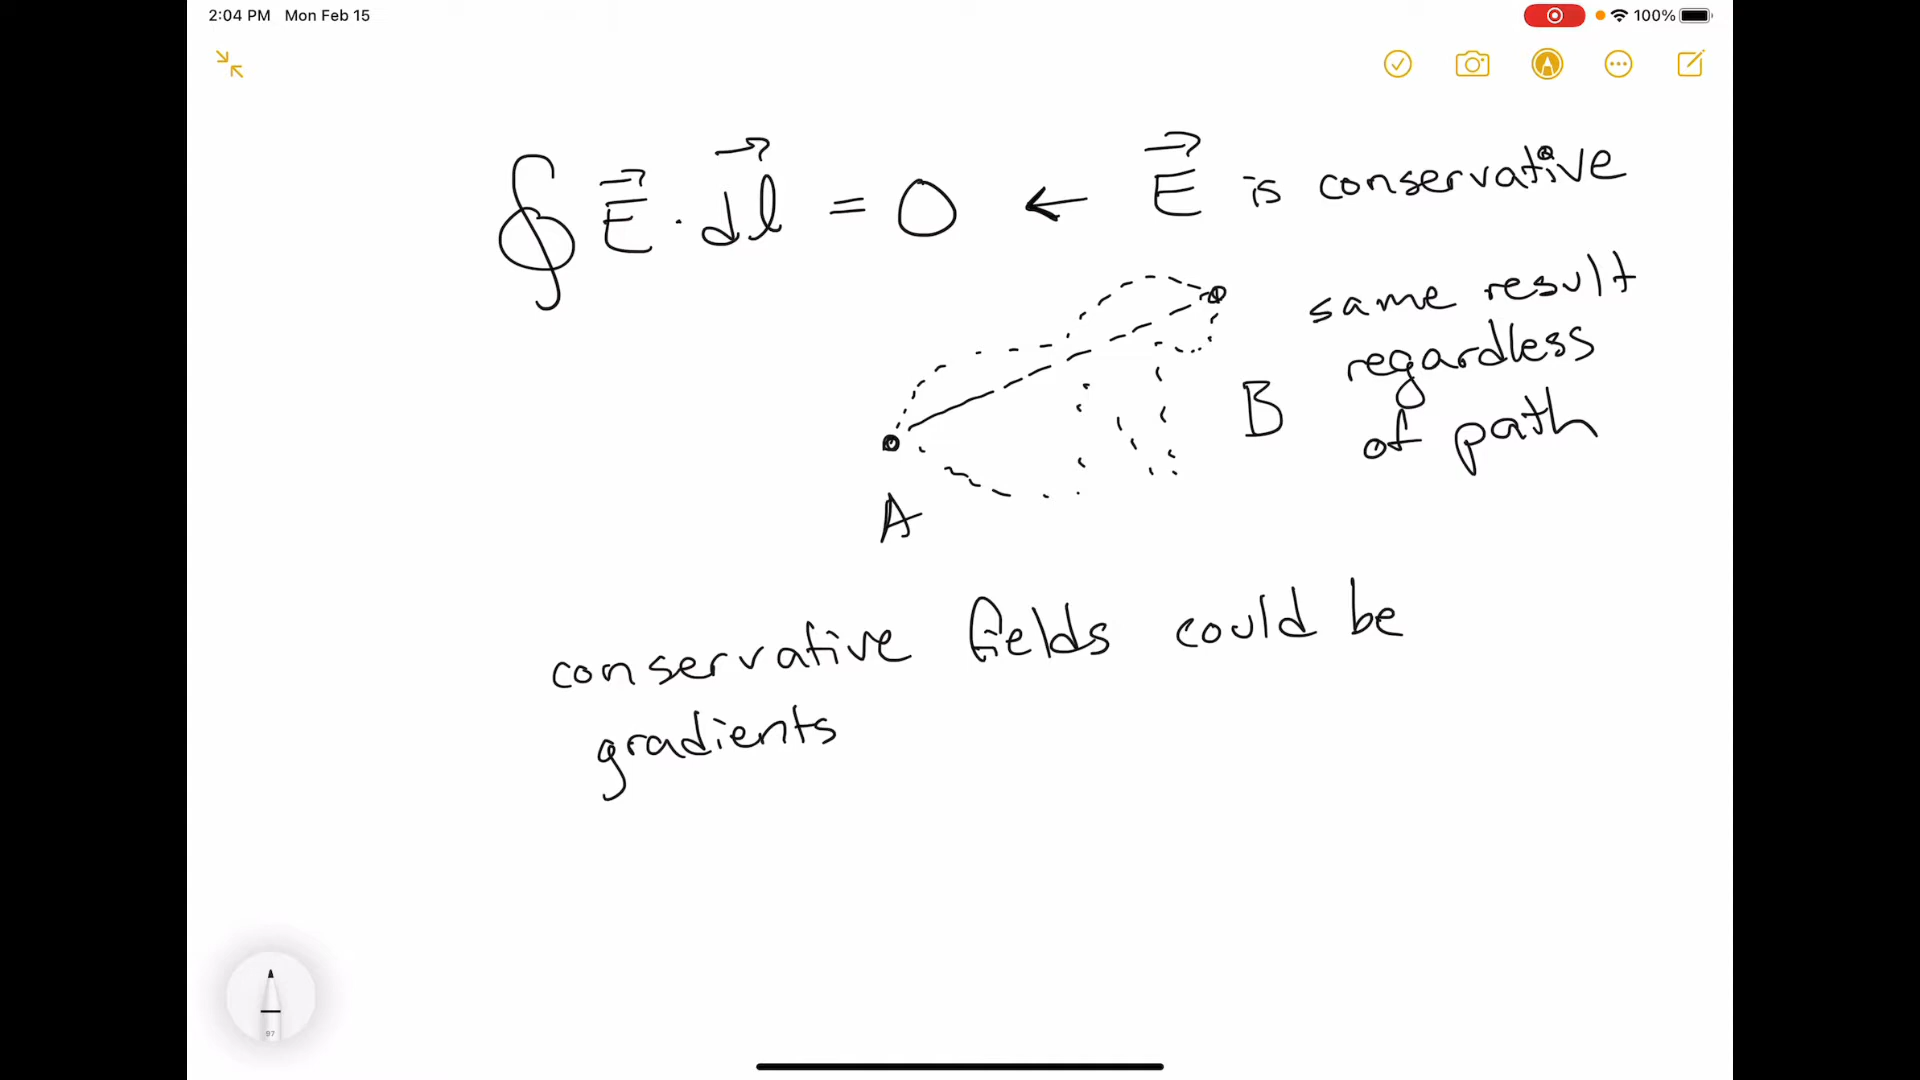 2:04 PM Mon Feb 15
100%
∮ E⃗ · dl⃗ = 0 ← E⃗ is conservative
same result
regardless
B
of path
A
conservative fields could be
gradients
97